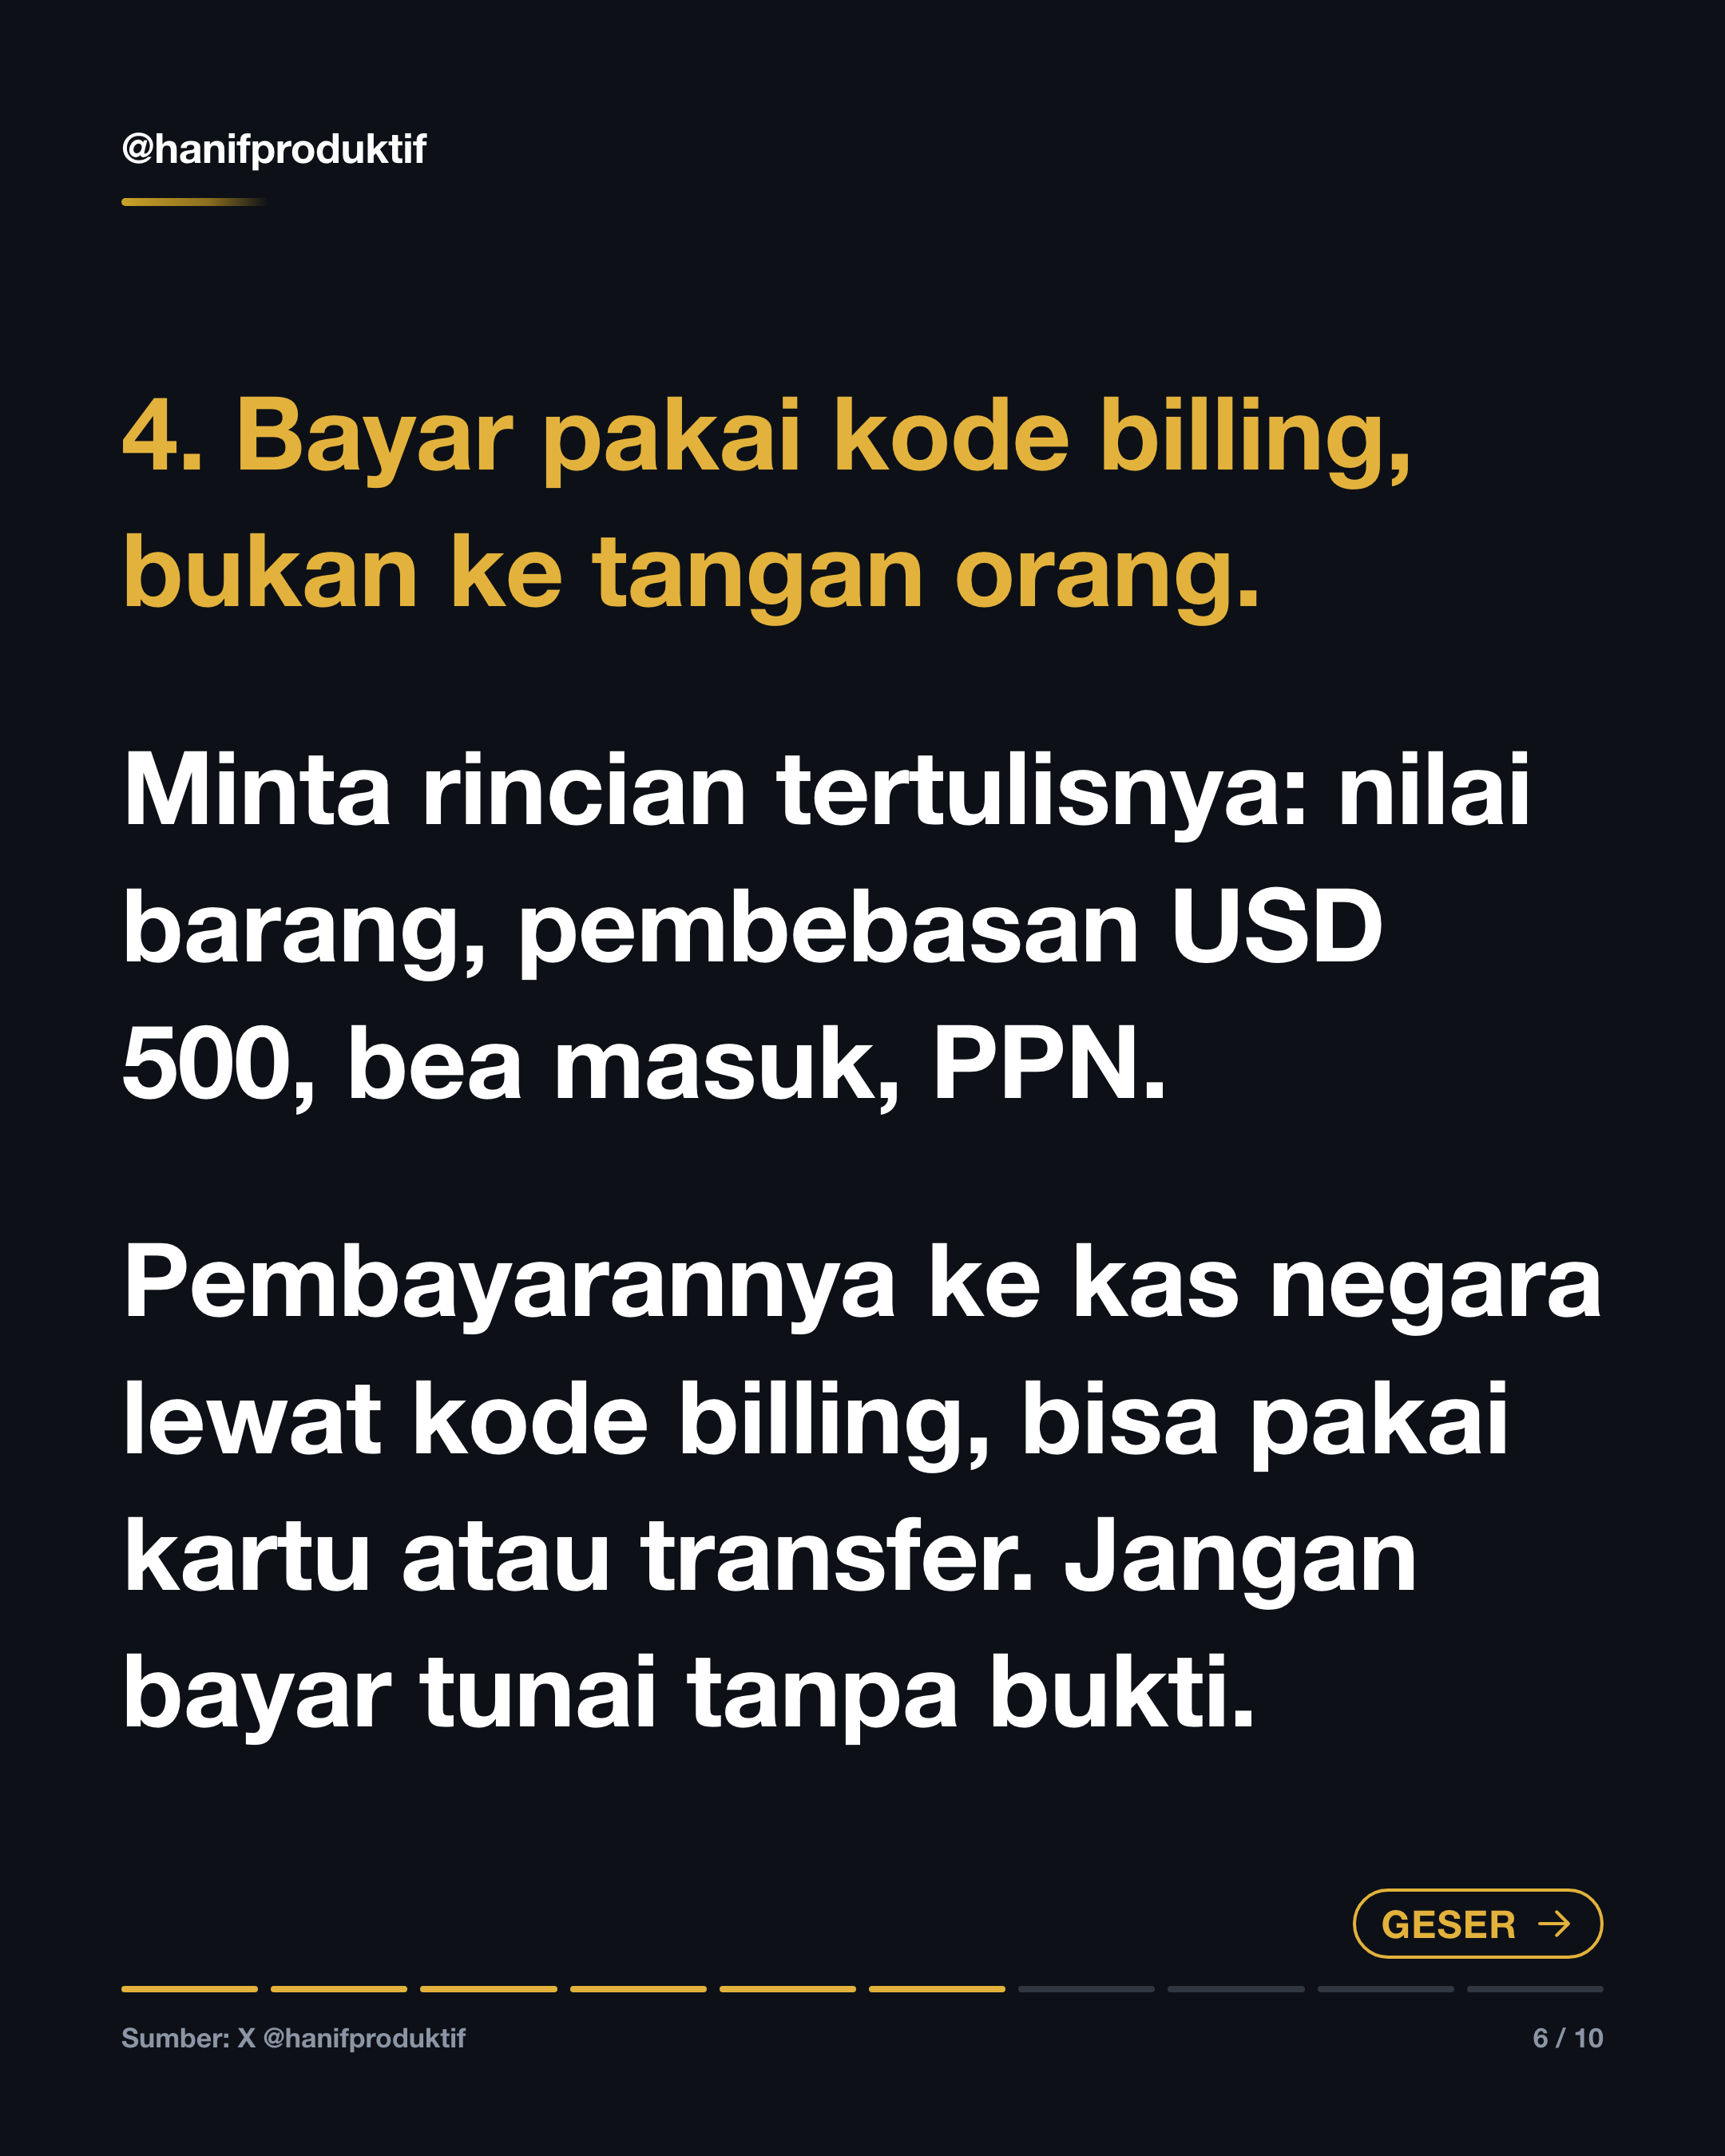 @hanifproduktif
4. Bayar pakai kode billing,
bukan ke tangan orang.
Minta rincian tertulisnya: nilai
barang, pembebasan USD
500, bea masuk, PPN.
Pembayarannya ke kas negara
lewat kode billing, bisa pakai
kartu atau transfer. Jangan
bayar tunai tanpa bukti.
GESER →
Sumber: X @hanifproduktif
6 / 10